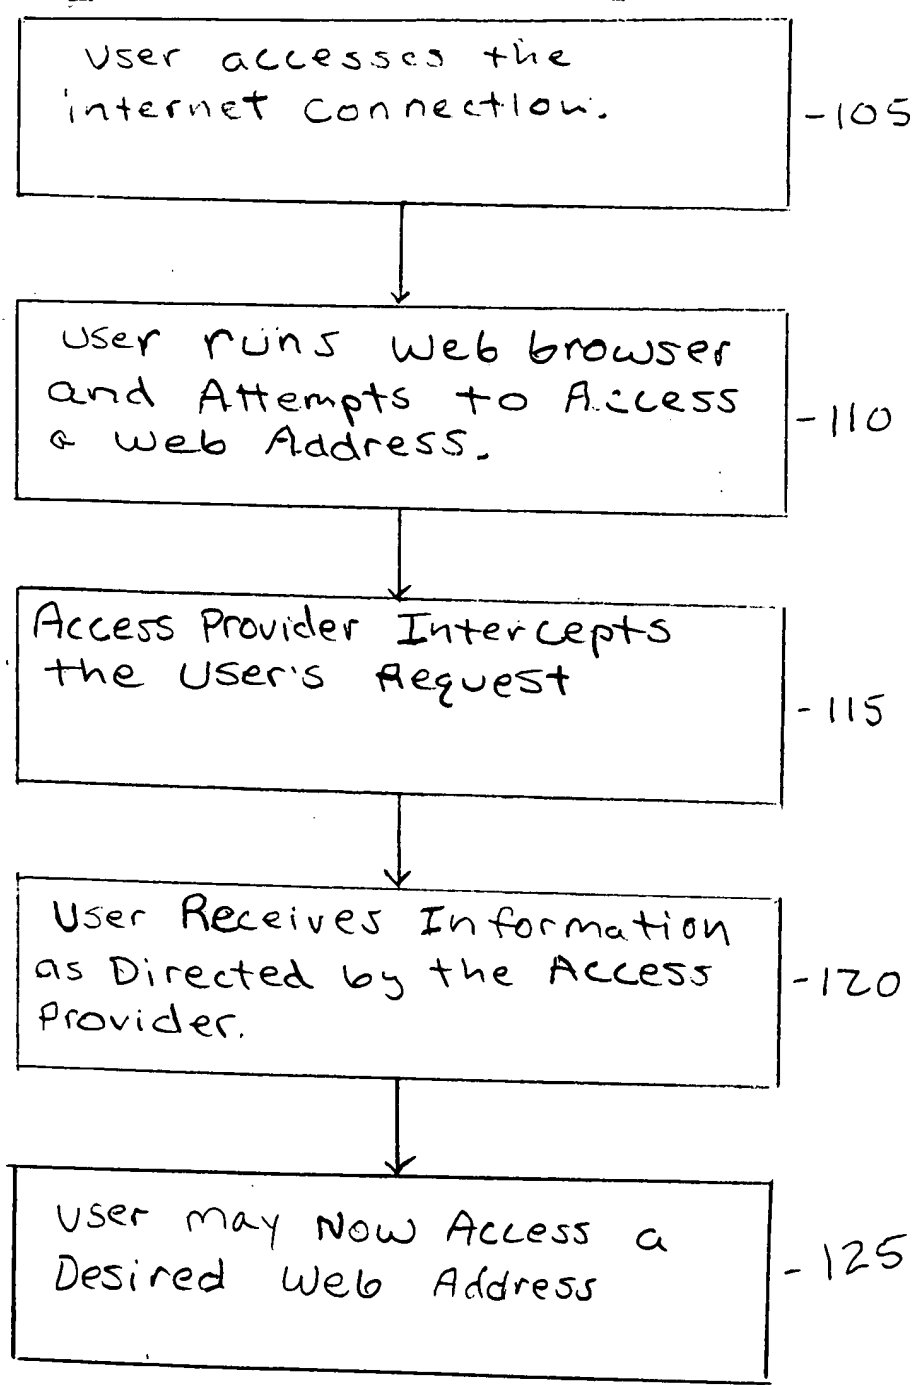 User accesses the
internet connection.
-105
User runs Web browser
and Attempts to Access
a Web Address.
-110
Access Provider Intercepts
the User's Request
-115
User Receives Information
as Directed by the Access
Provider.
-120
User may Now Access a
Desired Web Address
-125